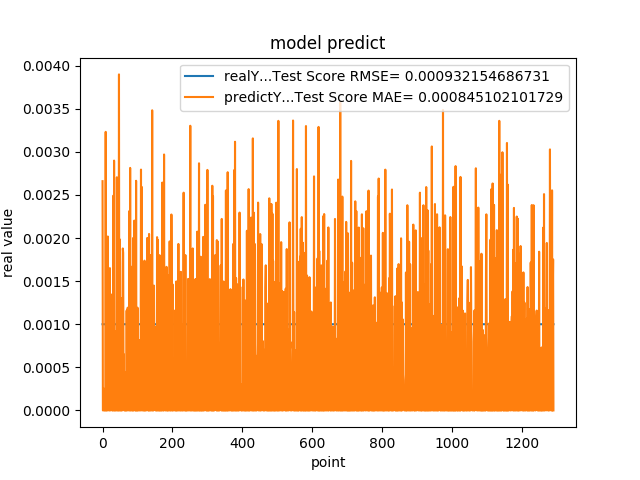 model predict
realY...Test Score RMSE= 0.000932154686731
predictY...Test Score MAE= 0.000845102101729
0.0040
0.0035
0.0030
0.0025
0.0020
0.0015
0.0010
0.0005
0.0000
real value
0 200 400 600 800 1000 1200
point